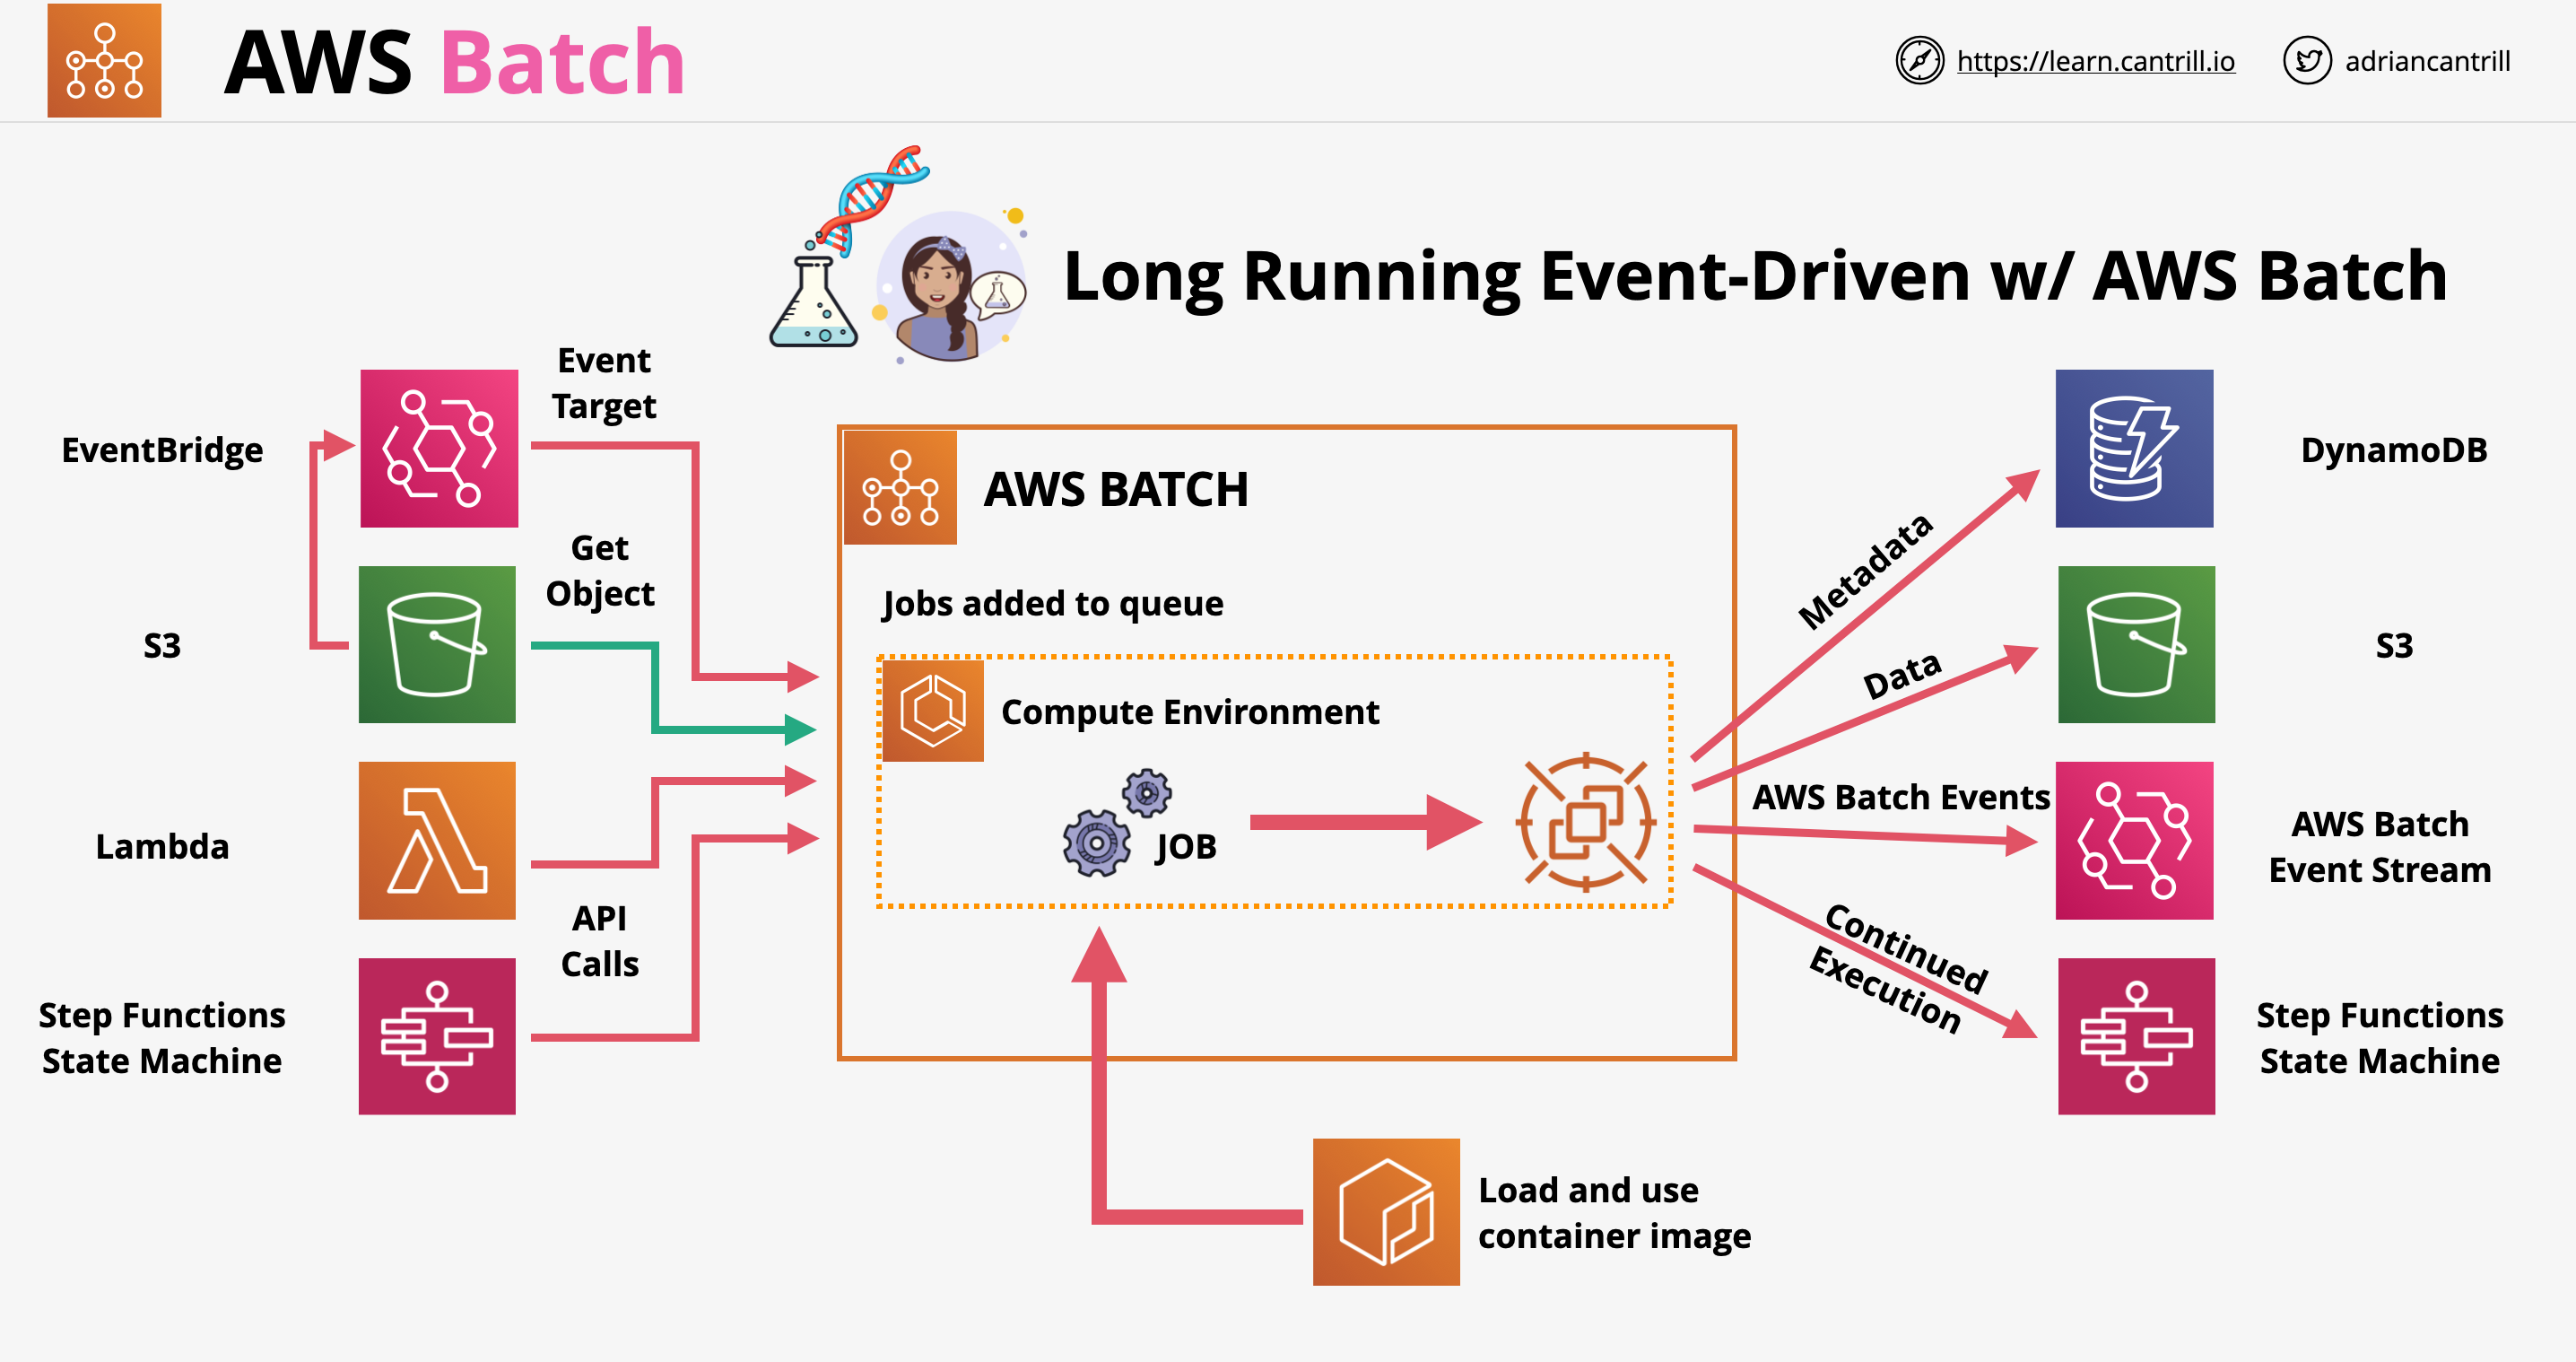 AWS Batch
https://learn.cantrill.io
adriancantrill
Long Running Event-Driven w/ AWS Batch
EventBridge
Event
Target
S3
Get
Object
Lambda
API
Calls
Step Functions
State Machine
AWS BATCH
Jobs added to queue
Compute Environment
JOB
Load and use
container image
Metadata
DynamoDB
Data
S3
AWS Batch Events
AWS Batch
Event Stream
Continued
Execution
Step Functions
State Machine